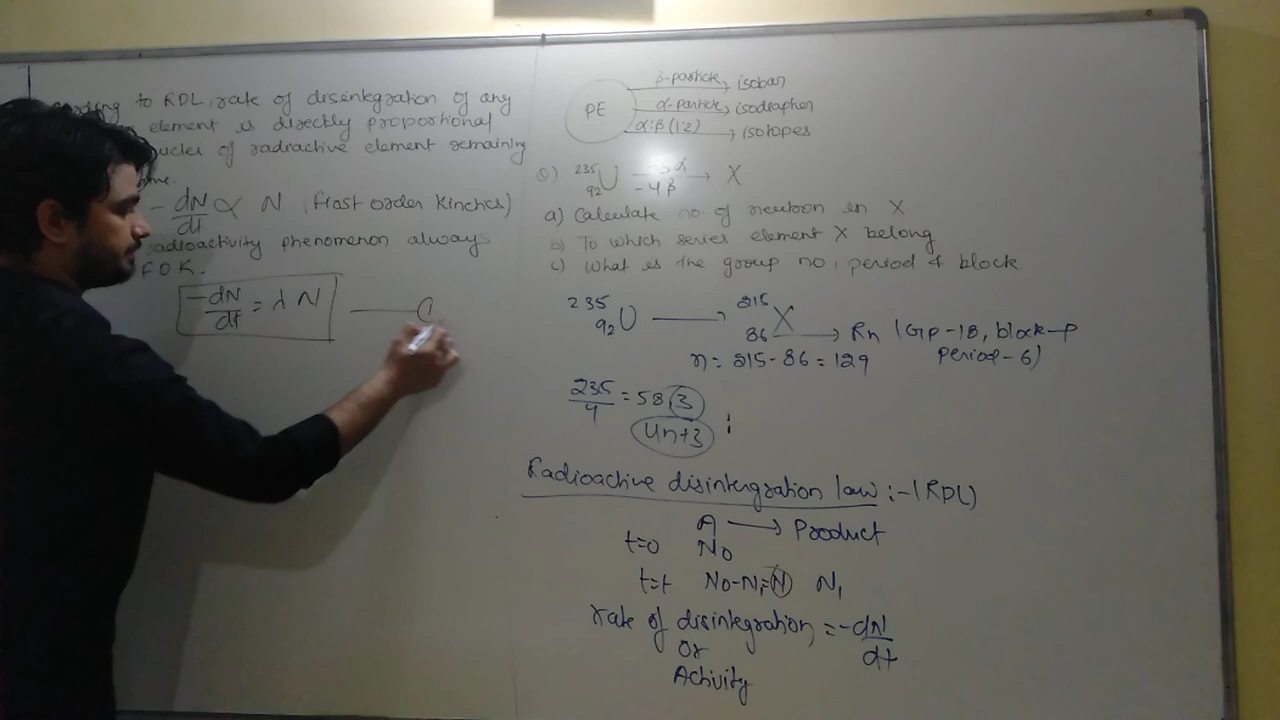 to RDL, rate of disintegration of any
element is directly proportional
nuclei of radioactive element remaining
- dN/dt ∝ N (first order kinetics)
radioactivity phenomenon always
FOK.
-dN/dt = λ N
PE
β-particle → isobar
α-particle → isodiapher
α:β (1:2) → isotopes
Q) 235 92 U -5α -4β → X
a) Calculate no of neutron in X
b) To which series element X belong
c) What is the group no, period & block
235 92 U → 215 86 X
→ Rn (Gp-18, block-p
period-6)
n = 215-86 = 129
235/4 = 58, 3
4n+3
Radioactive disintergration law :- (RDL)
A → Product
t=0 N0
t=t N0-N1=N N1
rate of disintegration = -dN/dt
Or
Activity